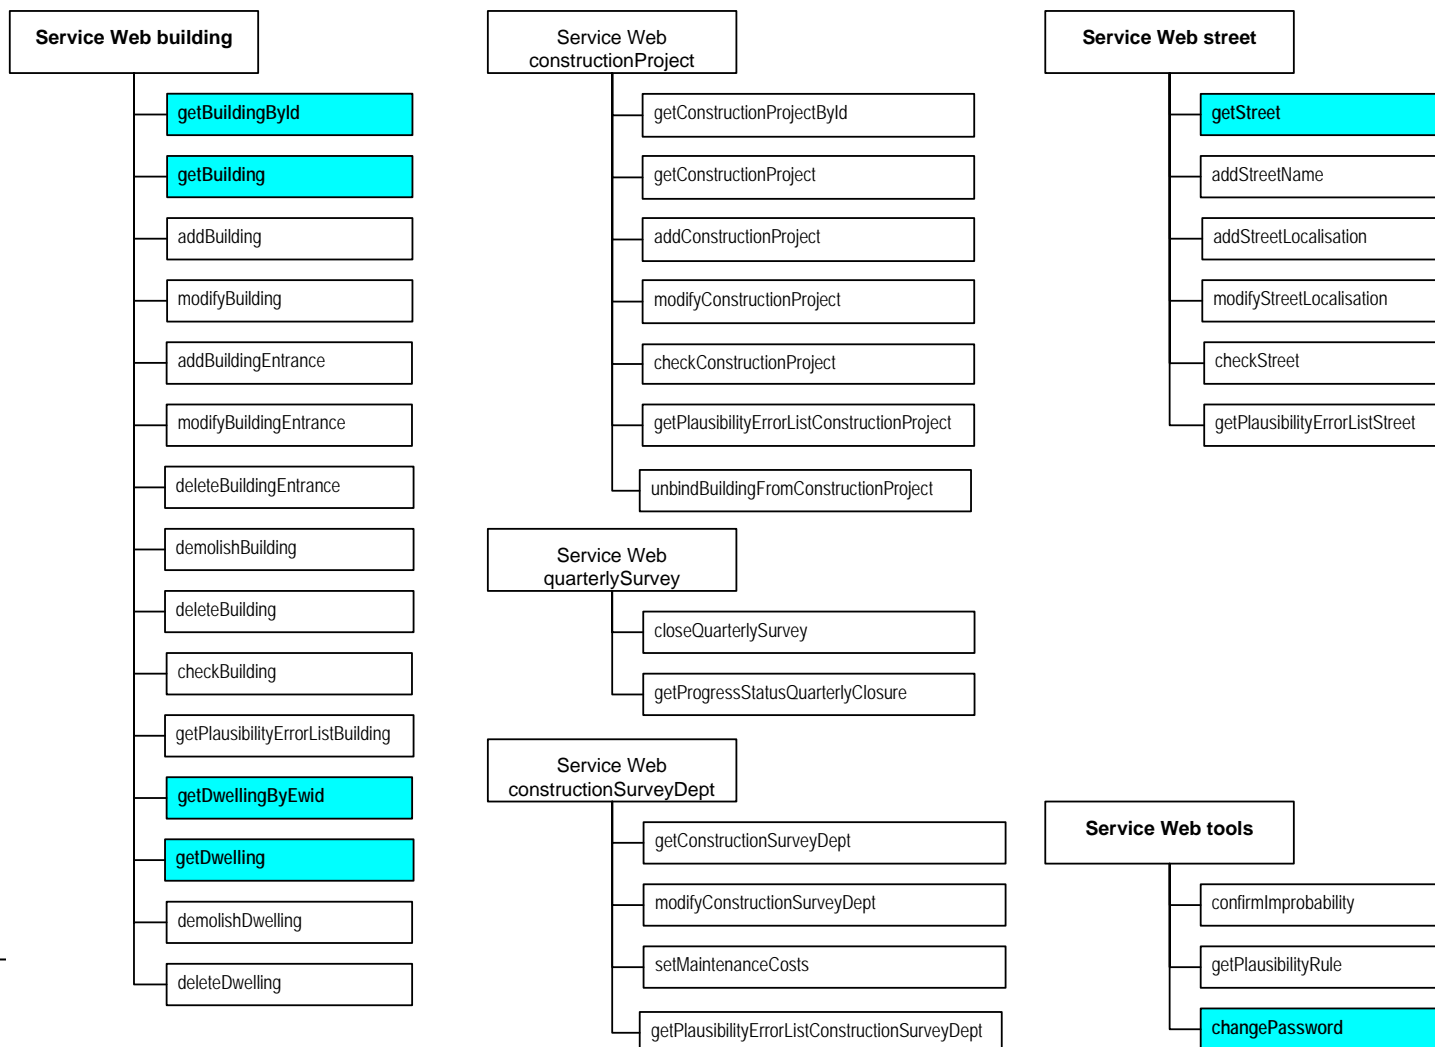 Service Web building
getBuildingById
getBuilding
addBuilding
modifyBuilding
addBuildingEntrance
modifyBuildingEntrance
deleteBuildingEntrance
demolishBuilding
deleteBuilding
checkBuilding
getPlausibilityErrorListBuilding
getDwellingByEwid
getDwelling
demolishDwelling
deleteDwelling
Service Web
constructionProject
getConstructionProjectById
getConstructionProject
addConstructionProject
modifyConstructionProject
checkConstructionProject
getPlausibilityErrorListConstructionProject
unbindBuildingFromConstructionProject
Service Web
quarterlySurvey
closeQuarterlySurvey
getProgressStatusQuarterlyClosure
Service Web
constructionSurveyDept
getConstructionSurveyDept
modifyConstructionSurveyDept
setMaintenanceCosts
getPlausibilityErrorListConstructionSurveyDept
Service Web street
getStreet
addStreetName
addStreetLocalisation
modifyStreetLocalisation
checkStreet
getPlausibilityErrorListStreet
Service Web tools
confirmImprobability
getPlausibilityRule
changePassword